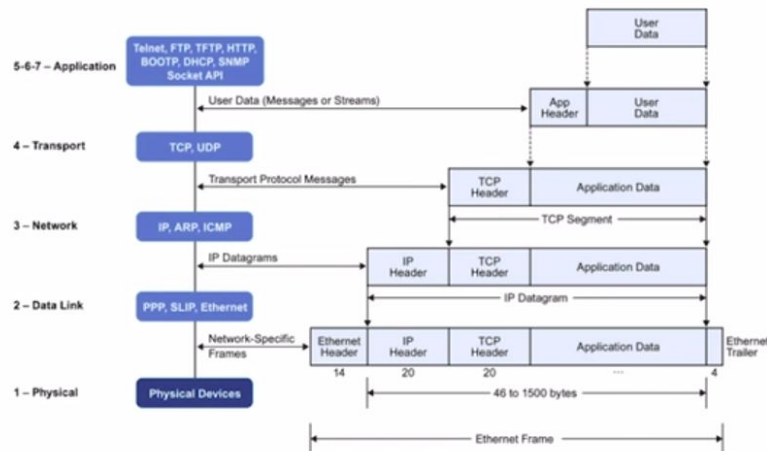 User
Data
Telnet, FTP, TFTP, HTTP,
BOOTP, DHCP, SNMP
Socket API
5-6-7 – Application
User Data (Messages or Streams)
App
Header
User
Data
4 – Transport
TCP, UDP
Transport Protocol Messages
TCP
Header
Application Data
TCP Segment
3 – Network
IP, ARP, ICMP
IP Datagrams
IP
Header
TCP
Header
Application Data
IP Datagram
2 – Data Link
PPP, SLIP, Ethernet
Network-Specific
Frames
Ethernet
Header
IP
Header
TCP
Header
Application Data
Ethernet
Trailer
14
20
20
...
4
1 – Physical
Physical Devices
46 to 1500 bytes
Ethernet Frame